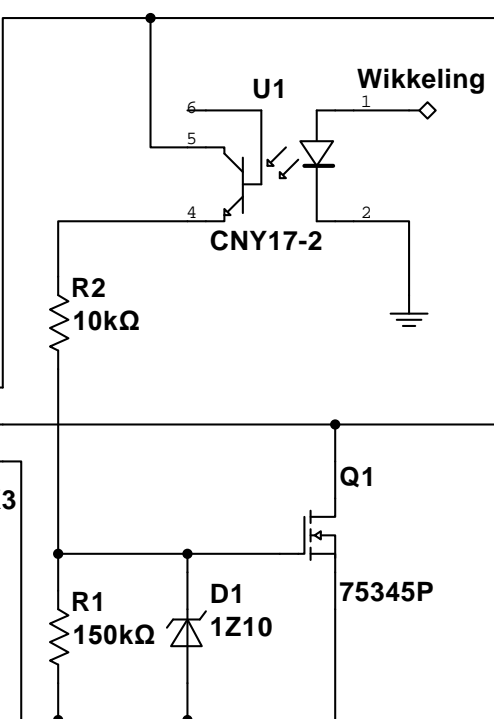 Wikkeling
U1
1
6
5
4
2
CNY17-2
R2
10kΩ
Q1
3
R1
150kΩ
D1
1Z10
75345P